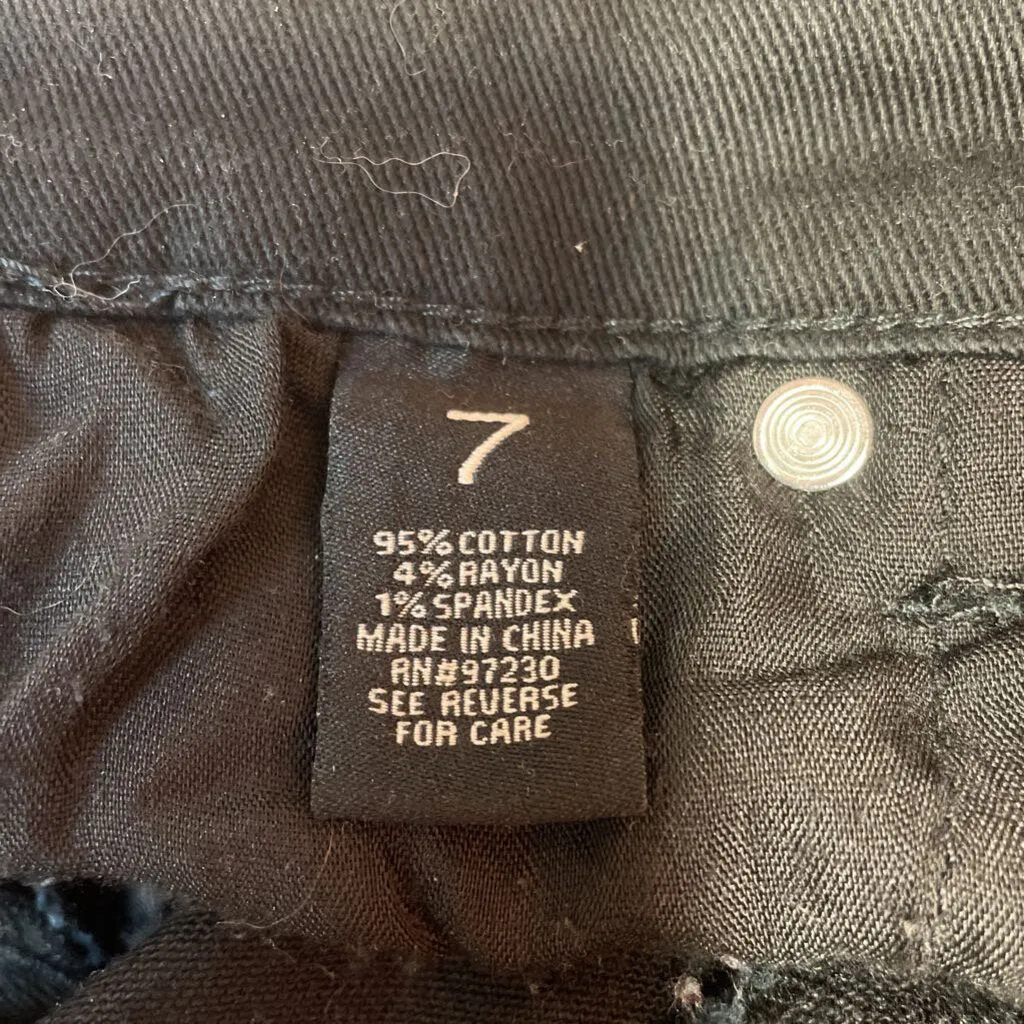 7
95% COTTON
4% RAYON
1% SPANDEX
MADE IN CHINA
RN#97230
SEE REVERSE
FOR CARE